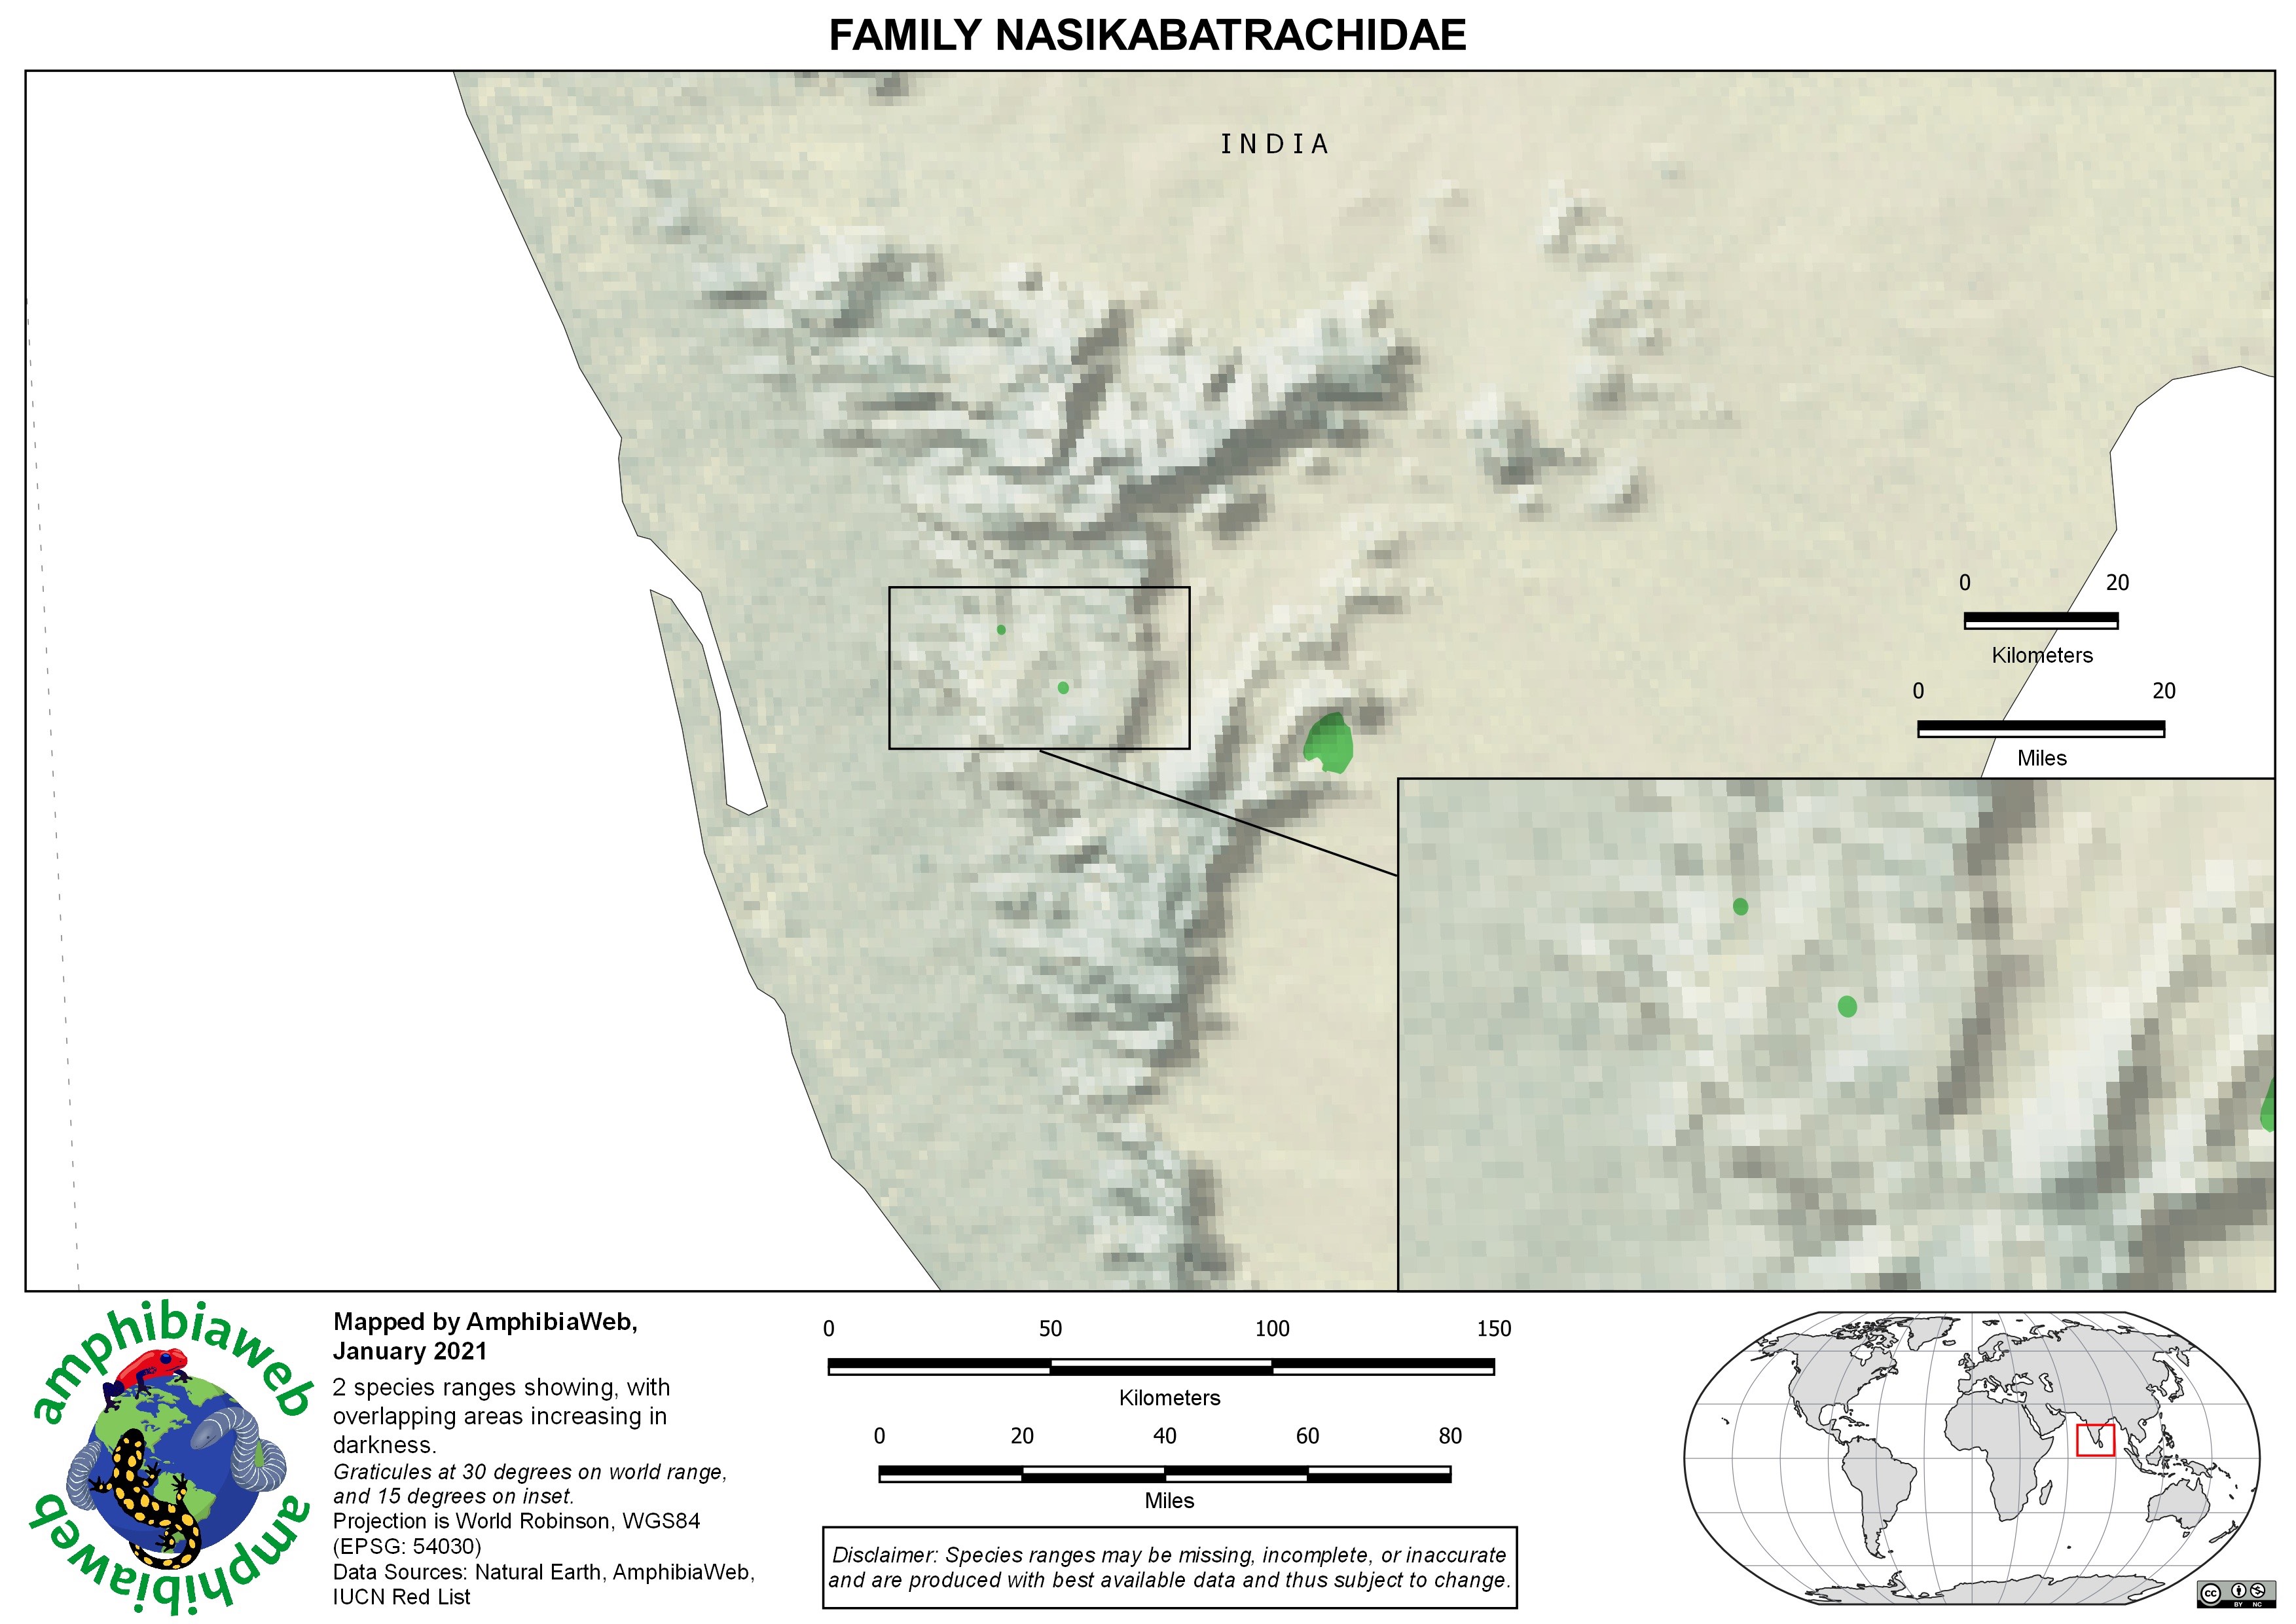 FAMILY NASIKABATRACHIDAE
INDIA
0 20
Kilometers
0 20
Miles
amphibiaweb
amphibiaweb
Mapped by AmphibiaWeb,
January 2021
2 species ranges showing, with
overlapping areas increasing in
darkness.
Graticules at 30 degrees on world range,
and 15 degrees on inset.
Projection is World Robinson, WGS84
(EPSG: 54030)
Data Sources: Natural Earth, AmphibiaWeb,
IUCN Red List
0 50 100 150
Kilometers
0 20 40 60 80
Miles
Disclaimer: Species ranges may be missing, incomplete, or inaccurate
and are produced with best available data and thus subject to change.
cc
BY NC